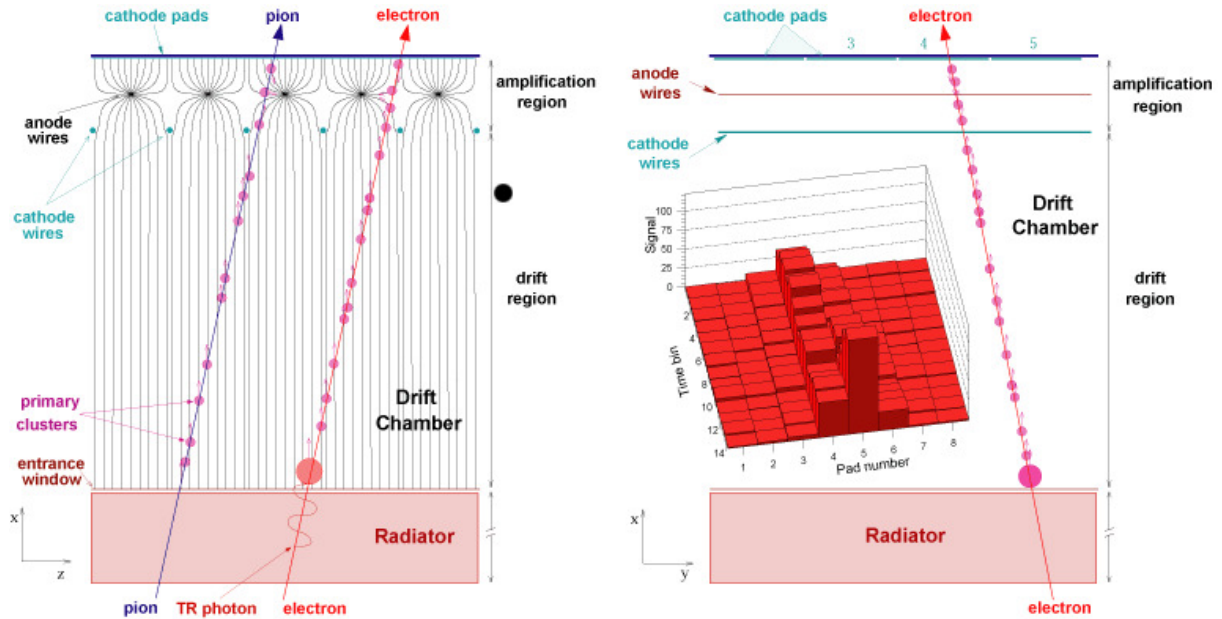 cathode pads
pion
electron
amplification
region
anode
wires
cathode
wires
drift
region
primary
clusters
Drift
Chamber
entrance
window
x
z
Radiator
pion
TR photon
electron
electron
cathode pads
3 4 5
anode
wires
amplification
region
cathode
wires
Drift
Chamber
drift
region
Signal
100
75
50
25
0
Time bin
2
4
6
8
10
12
14
1 2 3 4 5 6 7 8
Pad number
x
y
Radiator
electron